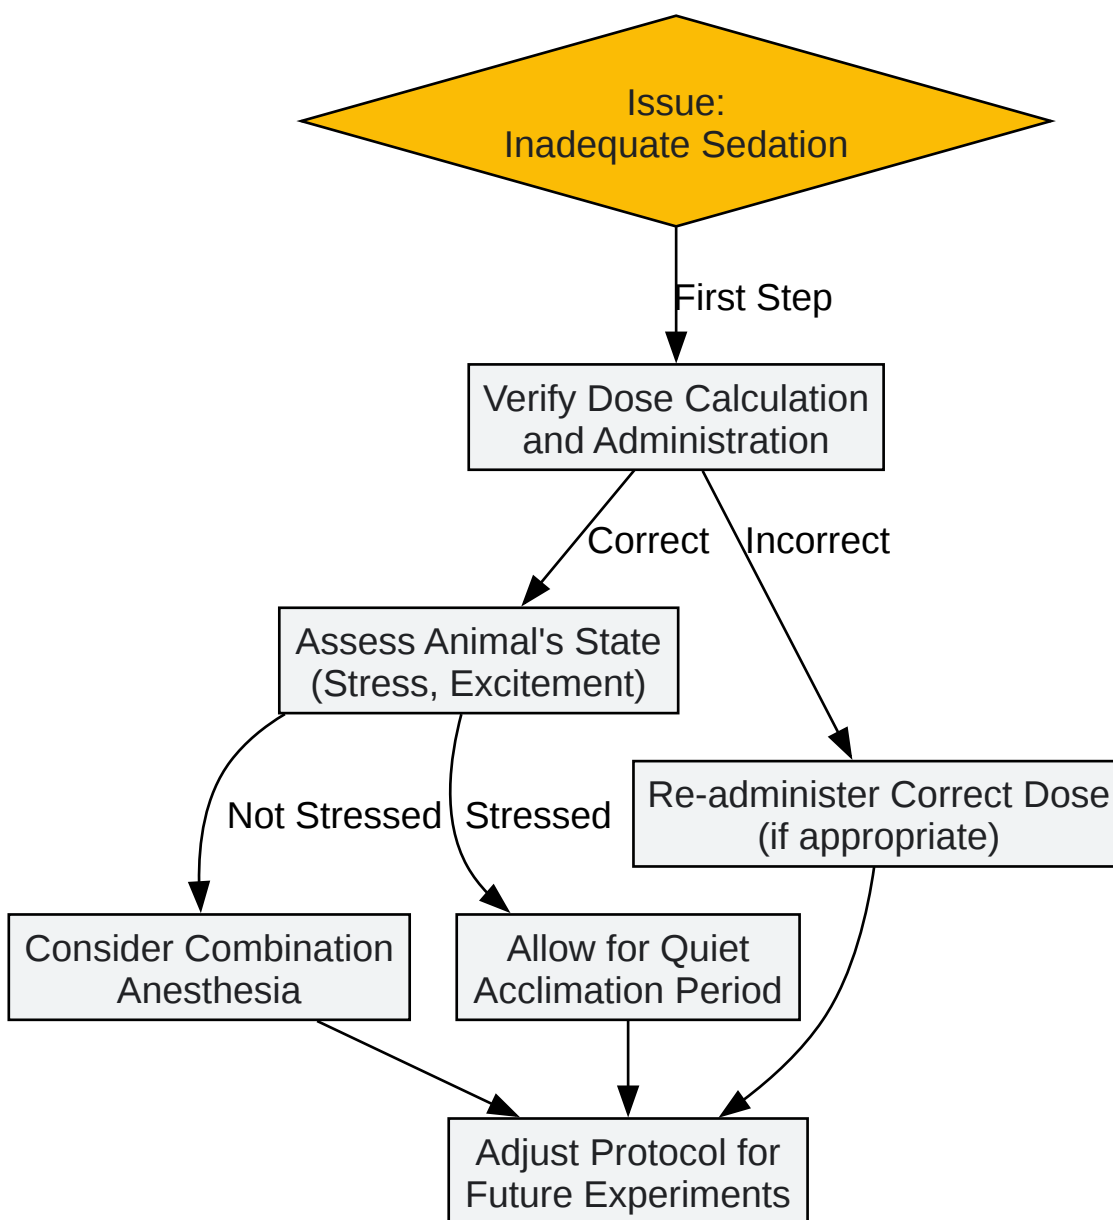 Issue:
Inadequate Sedation
First Step
Verify Dose Calculation
and Administration
Correct
Incorrect
Assess Animal's State
(Stress, Excitement)
Re-administer Correct Dose
(if appropriate)
Not Stressed
Stressed
Consider Combination
Anesthesia
Allow for Quiet
Acclimation Period
Adjust Protocol for
Future Experiments